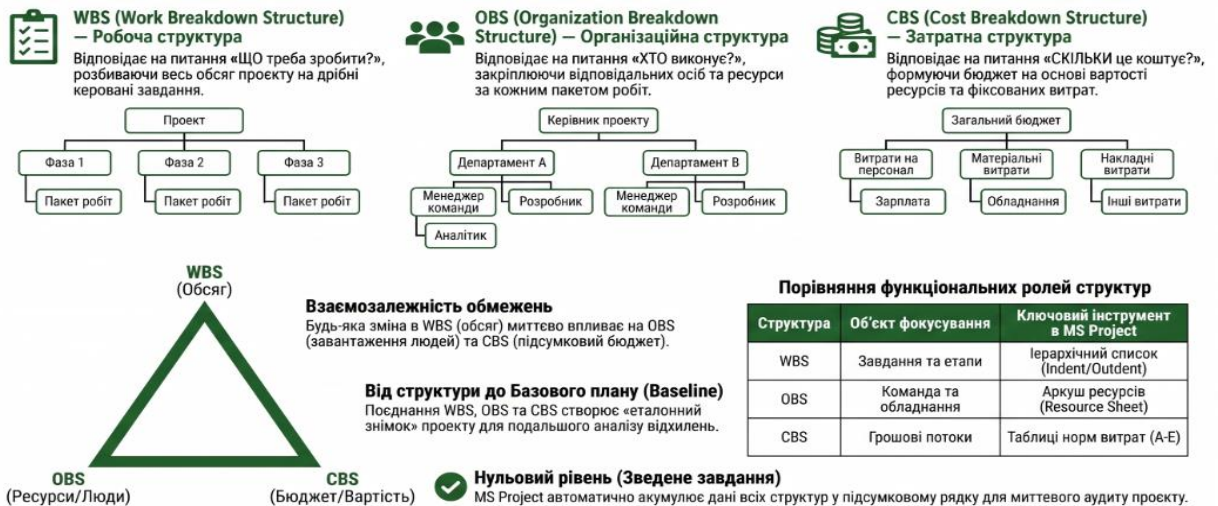 WBS (Work Breakdown Structure)
— Робоча структура
Відповідає на питання «ЩО треба зробити?»,
розбиваючи весь обсяг проєкту на дрібні
керовані завдання.
Проект
Фаза 1
Фаза 2
Фаза 3
Пакет робіт
Пакет робіт
Пакет робіт
OBS (Organization Breakdown
Structure) — Організаційна структура
Відповідає на питання «ХТО виконує?»,
закріплюючи відповідальних осіб та ресурси
за кожним пакетом робіт.
Керівник проекту
Департамент А
Департамент В
Менеджер
команди
Розробник
Менеджер
команди
Розробник
Аналітик
CBS (Cost Breakdown Structure)
— Затратна структура
Відповідає на питання «СКІЛЬКИ це коштує?»,
формуючи бюджет на основі вартості
ресурсів та фіксованих витрат.
Загальний бюджет
Витрати на
персонал
Матеріальні
витрати
Накладні
витрати
Зарплата
Обладнання
Інші витрати
WBS
(Обсяг)
OBS
(Ресурси/Люди)
CBS
(Бюджет/Вартість)
Взаємозалежність обмежень
Будь-яка зміна в WBS (обсяг) миттєво впливає на OBS
(завантаження людей) та CBS (підсумковий бюджет).
Від структури до Базового плану (Baseline)
Поєднання WBS, OBS та CBS створює «еталонний
знімок» проекту для подальшого аналізу відхилень.
Порівняння функціональних ролей структур
Структура
Об'єкт фокусування
Ключовий інструмент
в MS Project
WBS
Завдання та етапи
Ієрархічний список
(Indent/Outdent)
OBS
Команда та
обладнання
Аркуш ресурсів
(Resource Sheet)
CBS
Грошові потоки
Таблиці норм витрат (A-E)
Нульовий рівень (Зведене завдання)
MS Project автоматично акумулює дані всіх структур у підсумковому рядку для миттєвого аудиту проєкту.